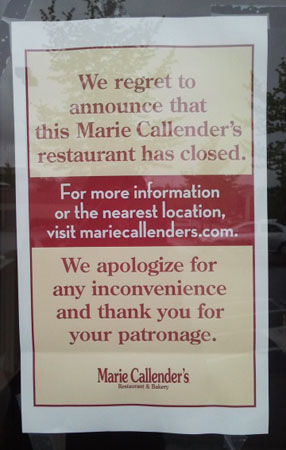 We regret to
announce that
this Marie Callender's
restaurant has closed.
For more information
or the nearest location,
visit mariecallenders.com.
We apologize for
any inconvenience
and thank you for
your patronage.
Marie Callender's
Restaurant & Bakery